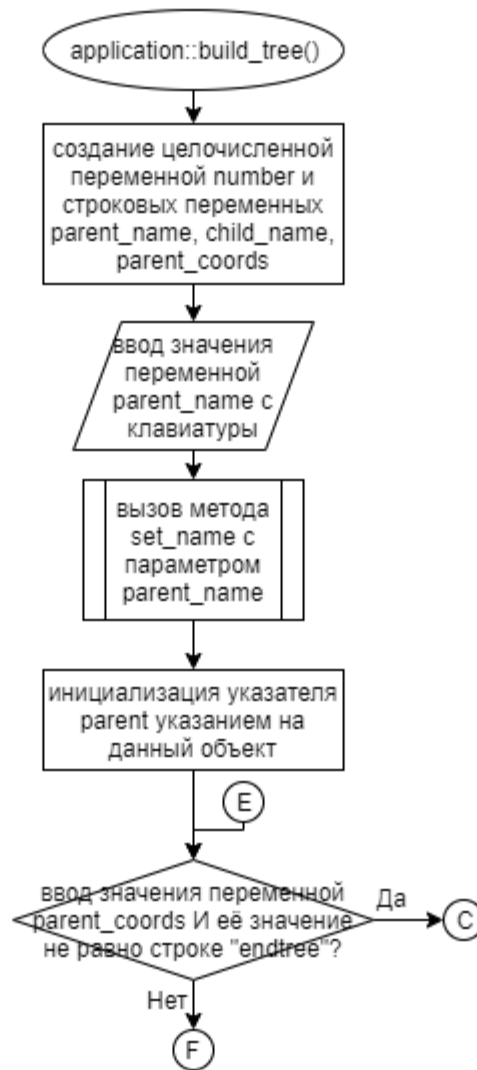 application::build_tree()
создание целочисленной
переменной number и
строковых переменных
parent_name, child_name,
parent_coords
ввод значения
переменной
parent_name с
клавиатуры
вызов метода
set_name с
параметром
parent_name
инициализация указателя
parent указанием на
данный объект
E
ввод значения переменной
parent_coords И её значение
не равно строке "endtree"?
Да
C
Нет
F